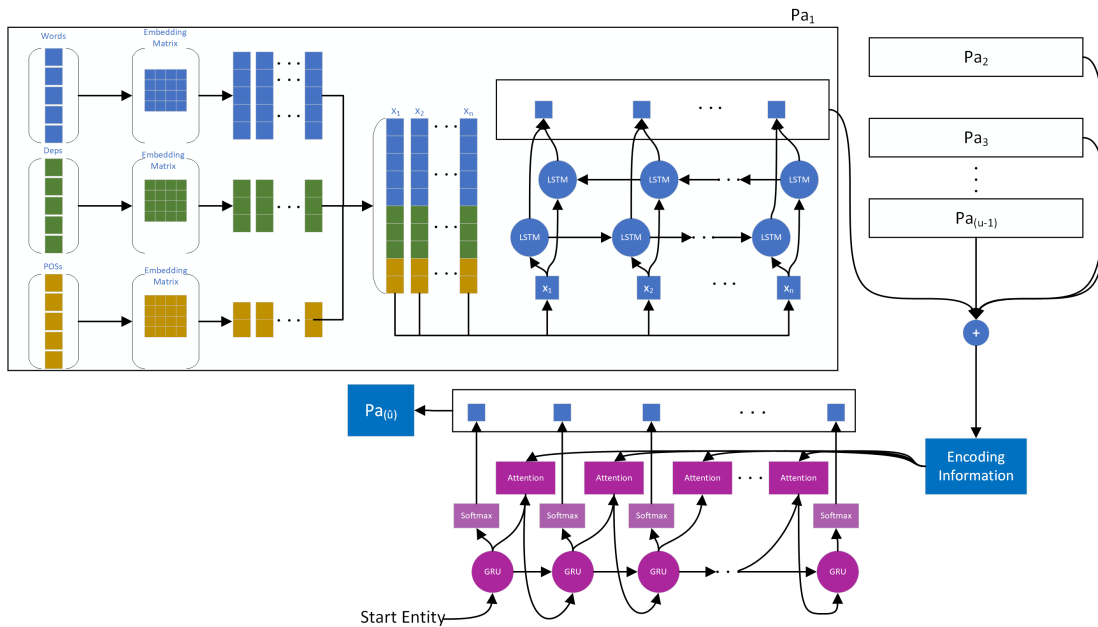 Pa1
Words
Embedding
Matrix
Deps
Embedding
Matrix
POSs
Embedding
Matrix
X1 X2 Xn
LSTM LSTM LSTM
LSTM LSTM LSTM
X1 X2 Xn
Pa2
Pa3
Pa(u-1)
+
Encoding
Information
Pa(û)
Attention Attention Attention Attention
Softmax Softmax Softmax Softmax
GRU GRU GRU GRU
Start Entity